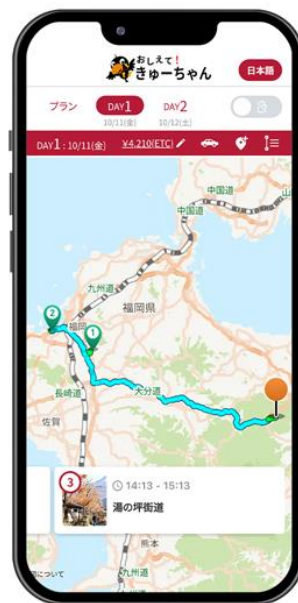 おしえて!
きゅーちゃん
日本語
プラン
DAY1
DAY2
10/11(金)
10/12(土)
DAY1 : 10/11(金)
¥4,210(ETC)
中国道
中国道
九州道
福岡県
2
福岡
1
長崎道
大分道
佐賀
3
14:13 - 15:13
湯の坪街道
熊本
九州道
について